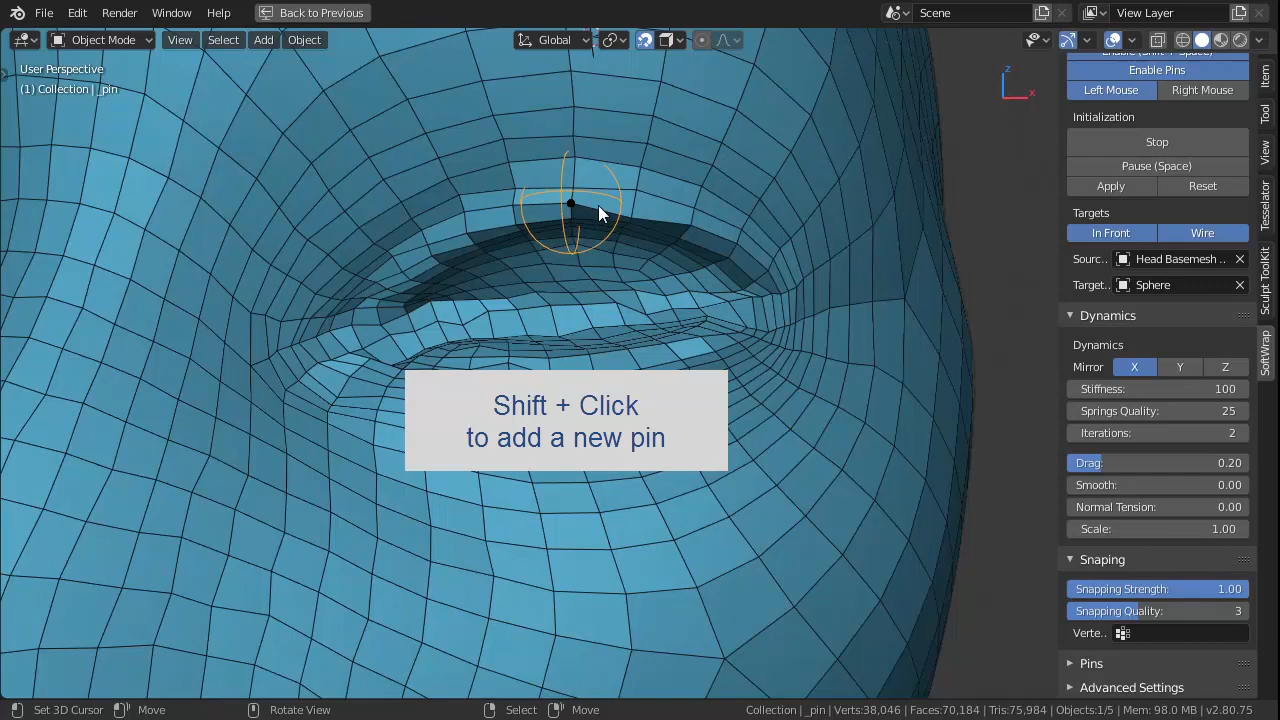 File Edit Render Window Help Back to Previous Scene View Layer
Object Mode View Select Add Object Global
User Perspective
(1) Collection | _pin
z
x
Enable Pins
Left Mouse Right Mouse
Initialization
Stop
Pause (Space)
Apply Reset
Targets
In Front Wire
Sourc.. Head Basemesh ..
Target.. Sphere
Dynamics
Dynamics
Mirror X Y Z
Stiffness: 100
Springs Quality: 25
Iterations: 2
Drag: 0.20
Smooth: 0.00
Normal Tension: 0.00
Scale: 1.00
Snaping
Snapping Strength: 1.00
Snapping Quality: 3
Verte..
Pins
Advanced Settings
Item
Tool
View
Tesselator
Sculpt ToolKit
SoftWrap
Shift + Click
to add a new pin
Set 3D Cursor Move Rotate View Select Move Collection | _pin | Verts:38,046 | Faces:70,184 | Tris:75,984 | Objects:1/5 | Mem: 98.0 MB | v2.80.75